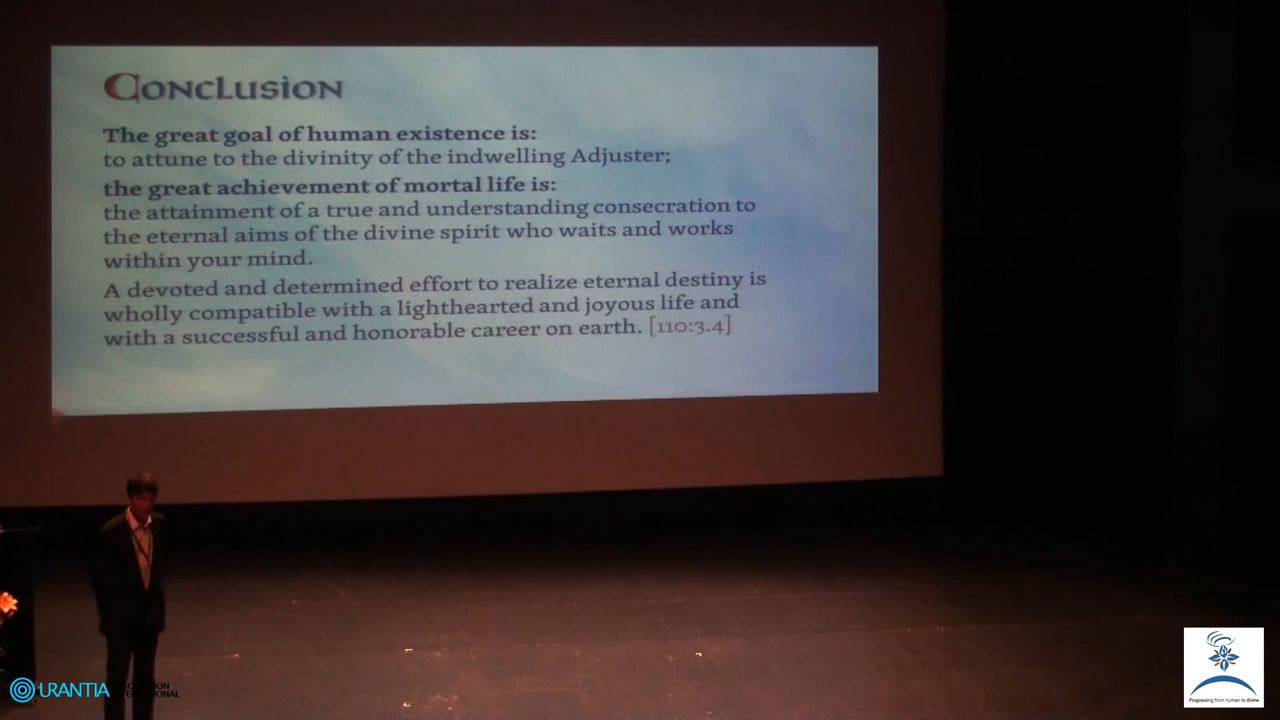 Conclusion
The great goal of human existence is:
to attune to the divinity of the indwelling Adjuster;
the great achievement of mortal life is:
the attainment of a true and understanding consecration to
the eternal aims of the divine spirit who waits and works
within your mind.
A devoted and determined effort to realize eternal destiny is
wholly compatible with a lighthearted and joyous life and
with a successful and honorable career on earth. [110:3.4]
URANTIA
Progressing from human to divine